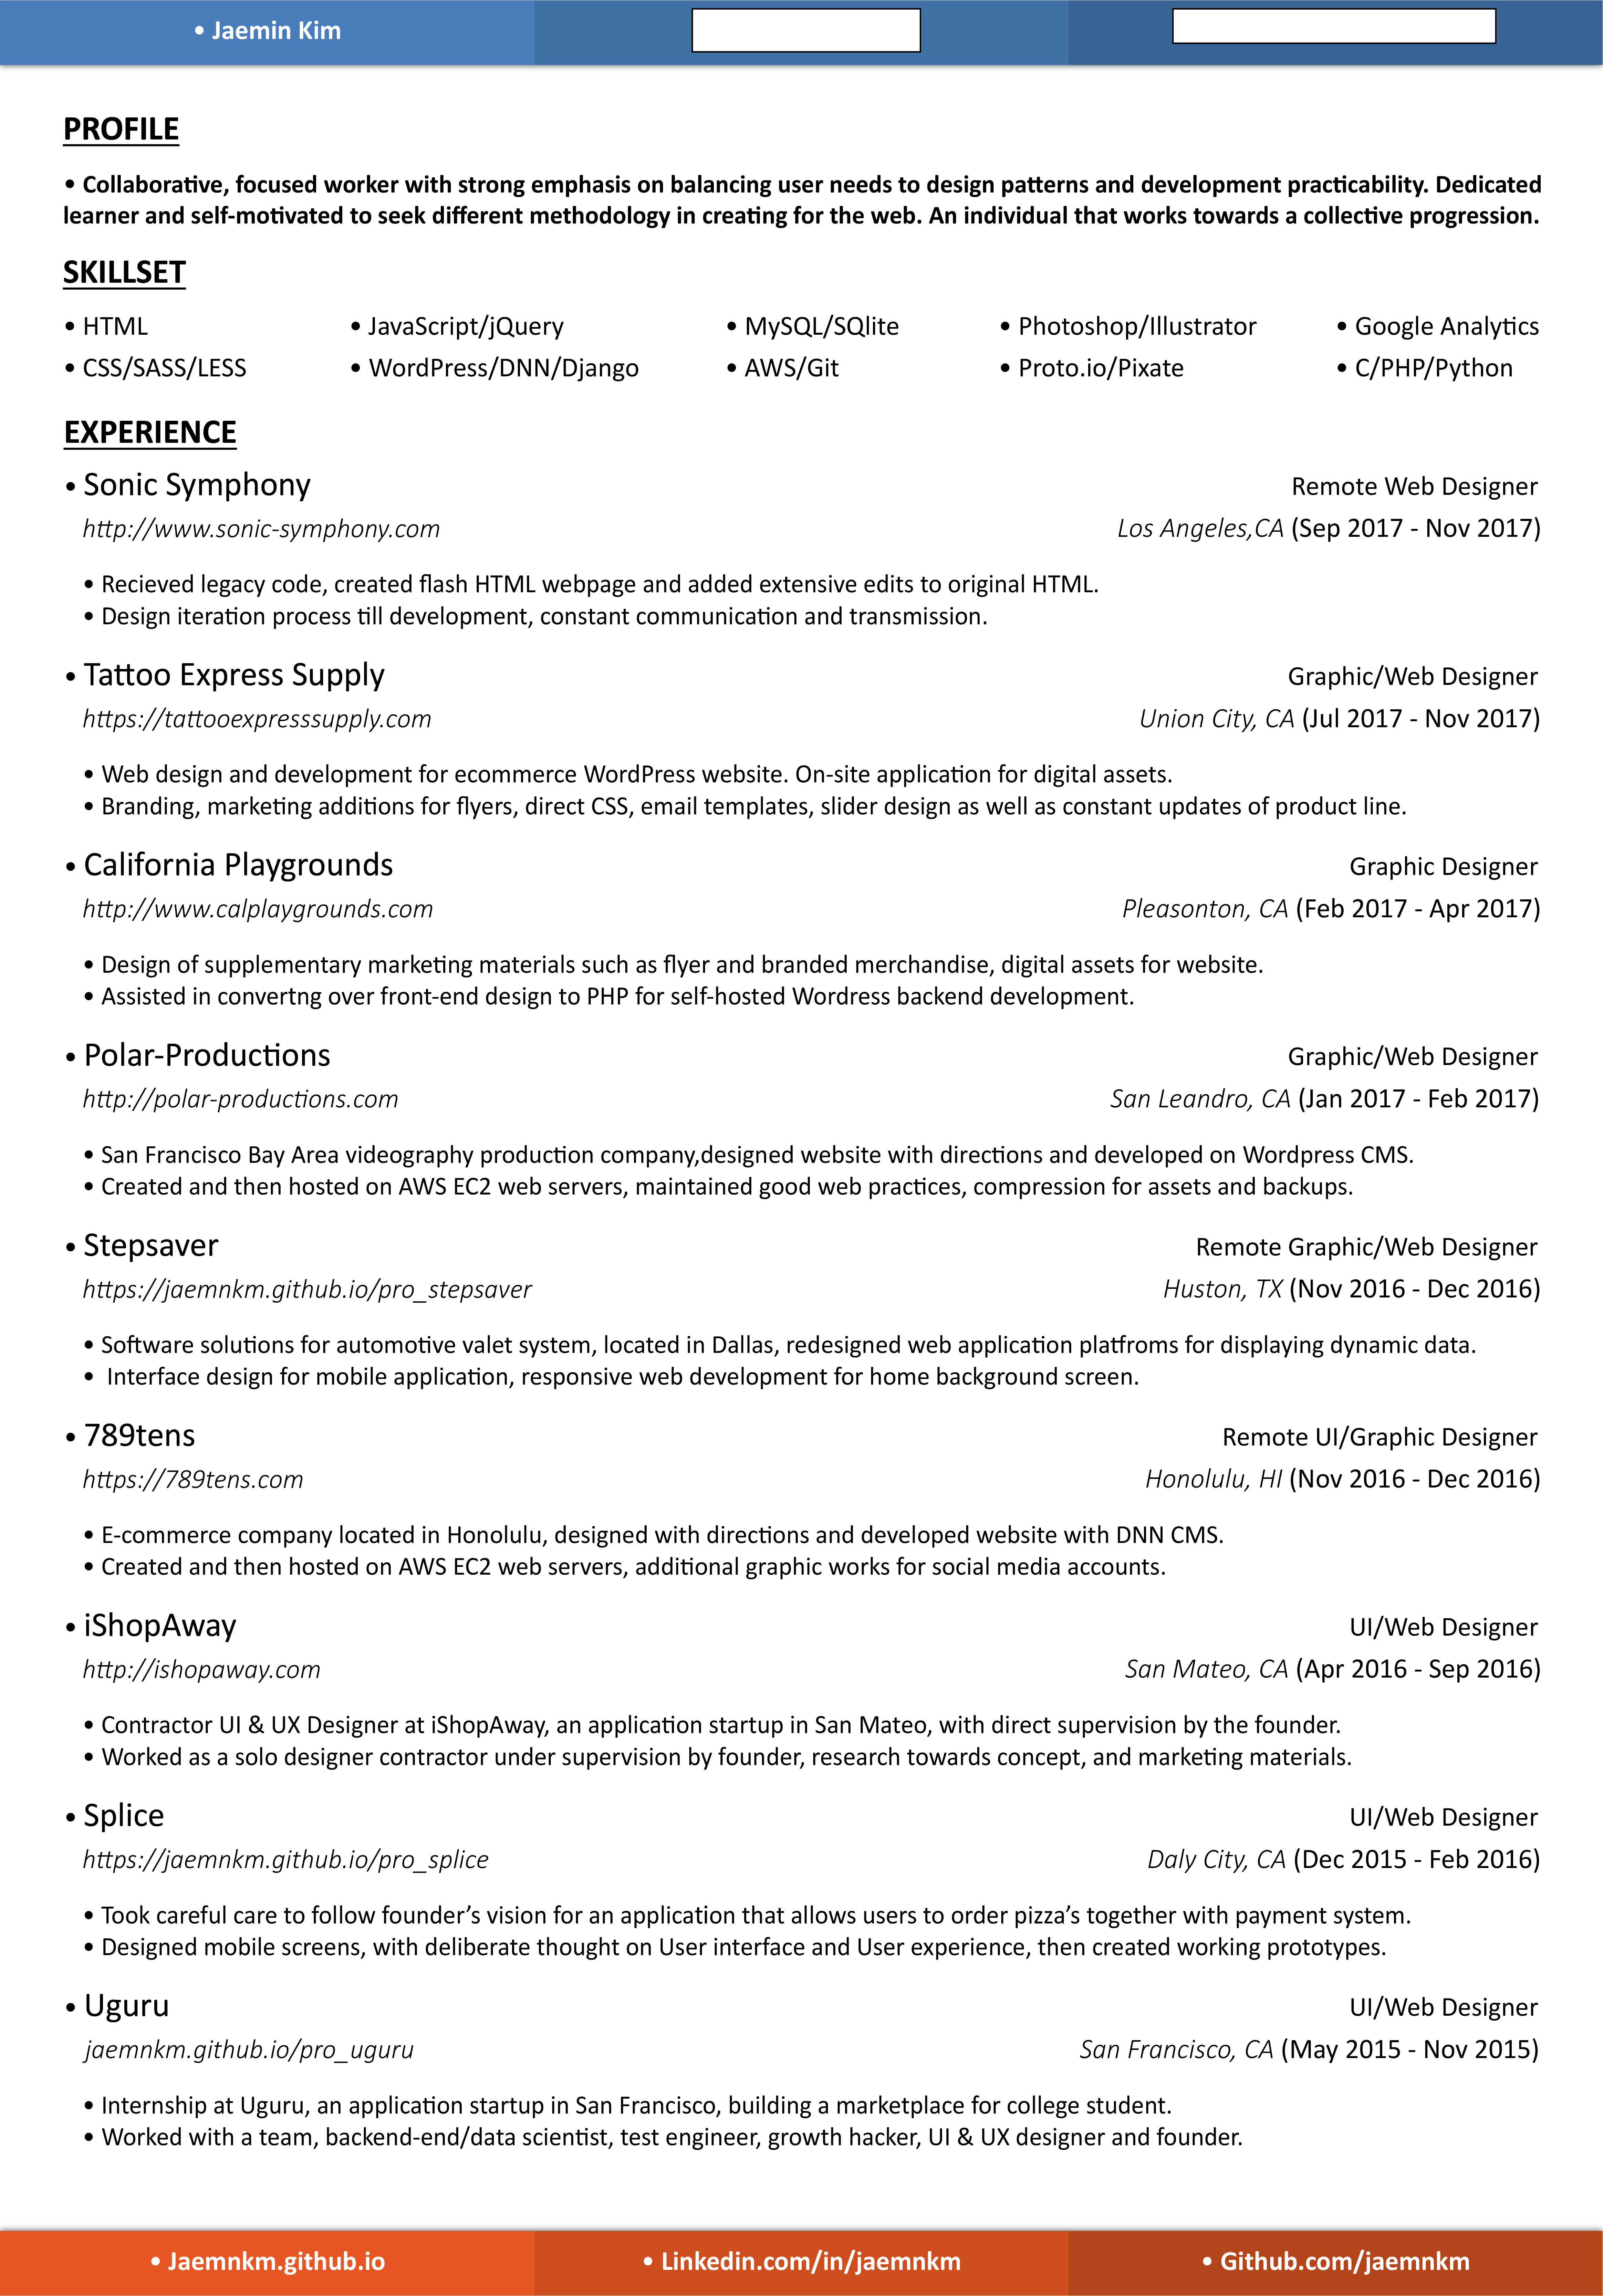 • Jaemin Kim
PROFILE
• Collaborative, focused worker with strong emphasis on balancing user needs to design patterns and development practicability. Dedicated
learner and self-motivated to seek different methodology in creating for the web. An individual that works towards a collective progression.
SKILLSET
• HTML • JavaScript/jQuery • MySQL/SQlite • Photoshop/Illustrator • Google Analytics
• CSS/SASS/LESS • WordPress/DNN/Django • AWS/Git • Proto.io/Pixate • C/PHP/Python
EXPERIENCE
• Sonic Symphony Remote Web Designer
http://www.sonic-symphony.com Los Angeles,CA (Sep 2017 - Nov 2017)
• Recieved legacy code, created flash HTML webpage and added extensive edits to original HTML.
• Design iteration process till development, constant communication and transmission.
• Tattoo Express Supply Graphic/Web Designer
https://tattooexpresssupply.com Union City, CA (Jul 2017 - Nov 2017)
• Web design and development for ecommerce WordPress website. On-site application for digital assets.
• Branding, marketing additions for flyers, direct CSS, email templates, slider design as well as constant updates of product line.
• California Playgrounds Graphic Designer
http://www.calplaygrounds.com Pleasonton, CA (Feb 2017 - Apr 2017)
• Design of supplementary marketing materials such as flyer and branded merchandise, digital assets for website.
• Assisted in convertng over front-end design to PHP for self-hosted Wordress backend development.
• Polar-Productions Graphic/Web Designer
http://polar-productions.com San Leandro, CA (Jan 2017 - Feb 2017)
• San Francisco Bay Area videography production company,designed website with directions and developed on Wordpress CMS.
• Created and then hosted on AWS EC2 web servers, maintained good web practices, compression for assets and backups.
• Stepsaver Remote Graphic/Web Designer
https://jaemnkm.github.io/pro_stepsaver Huston, TX (Nov 2016 - Dec 2016)
• Software solutions for automotive valet system, located in Dallas, redesigned web application platfroms for displaying dynamic data.
• Interface design for mobile application, responsive web development for home background screen.
• 789tens Remote UI/Graphic Designer
https://789tens.com Honolulu, HI (Nov 2016 - Dec 2016)
• E-commerce company located in Honolulu, designed with directions and developed website with DNN CMS.
• Created and then hosted on AWS EC2 web servers, additional graphic works for social media accounts.
• iShopAway UI/Web Designer
http://ishopaway.com San Mateo, CA (Apr 2016 - Sep 2016)
• Contractor UI & UX Designer at iShopAway, an application startup in San Mateo, with direct supervision by the founder.
• Worked as a solo designer contractor under supervision by founder, research towards concept, and marketing materials.
• Splice UI/Web Designer
https://jaemnkm.github.io/pro_splice Daly City, CA (Dec 2015 - Feb 2016)
• Took careful care to follow founder’s vision for an application that allows users to order pizza’s together with payment system.
• Designed mobile screens, with deliberate thought on User interface and User experience, then created working prototypes.
• Uguru UI/Web Designer
jaemnkm.github.io/pro_uguru San Francisco, CA (May 2015 - Nov 2015)
• Internship at Uguru, an application startup in San Francisco, building a marketplace for college student.
• Worked with a team, backend-end/data scientist, test engineer, growth hacker, UI & UX designer and founder.
• Jaemnkm.github.io • Linkedin.com/in/jaemnkm • Github.com/jaemnkm